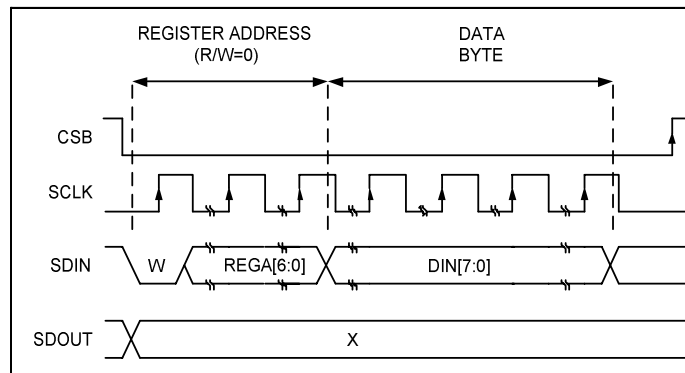 REGISTER ADDRESS
(R/W=0)
DATA
BYTE
CSB
SCLK
SDIN
W
REGA[6:0]
DIN[7:0]
SDOUT
X